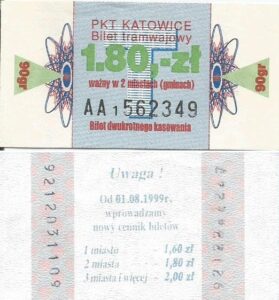 PKT KATOWICE
Bilet tramwajowy
90gr
1.80,-zł
90gr
ważny w 2 miastach (gminach)
AA 1562349
Bilet dwukrotnego kasowania
Uwaga !
Od 01.08.1999r.
wprowadzamy
nowy cennik biletów
1 miasto - 1,60 zł
2 miasta - 1,80 zł
3 miasta i więcej - 2,00 zł